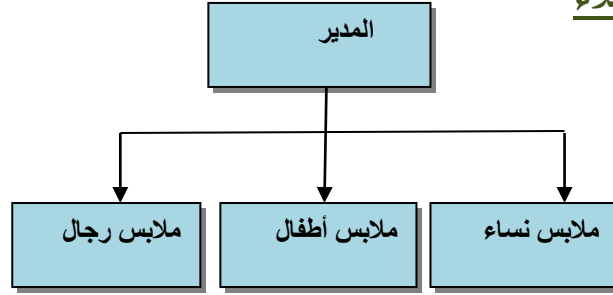 المدير
ملابس نساء
ملابس أطفال
ملابس رجال